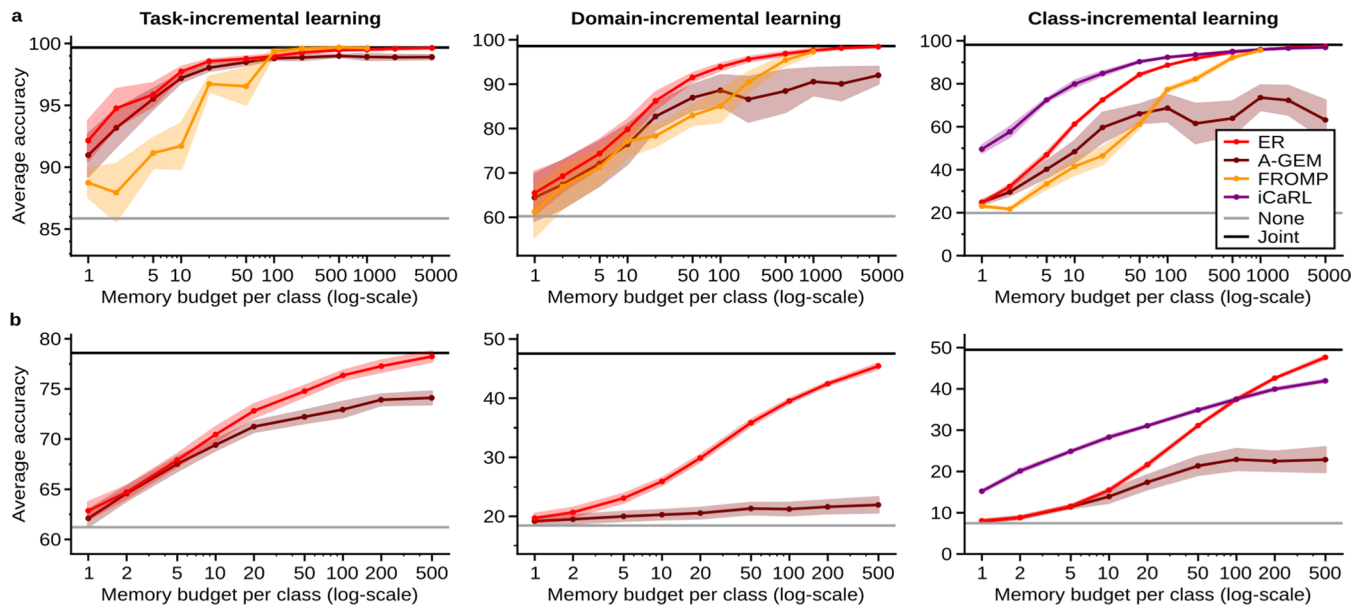 a
Task-incremental learning
Domain-incremental learning
Class-incremental learning
Average accuracy
100
95
90
85
1 5 10 50 100 500 1000 5000
Memory budget per class (log-scale)
100
90
80
70
60
1 5 10 50 100 500 1000 5000
Memory budget per class (log-scale)
100
80
60
40
20
0
1 5 10 50 100 500 1000 5000
Memory budget per class (log-scale)
ER
A-GEM
FROMP
iCaRL
None
Joint
b
Average accuracy
80
75
70
65
60
1 2 5 10 20 50 100 200 500
Memory budget per class (log-scale)
50
40
30
20
1 2 5 10 20 50 100 200 500
Memory budget per class (log-scale)
50
40
30
20
10
0
1 2 5 10 20 50 100 200 500
Memory budget per class (log-scale)